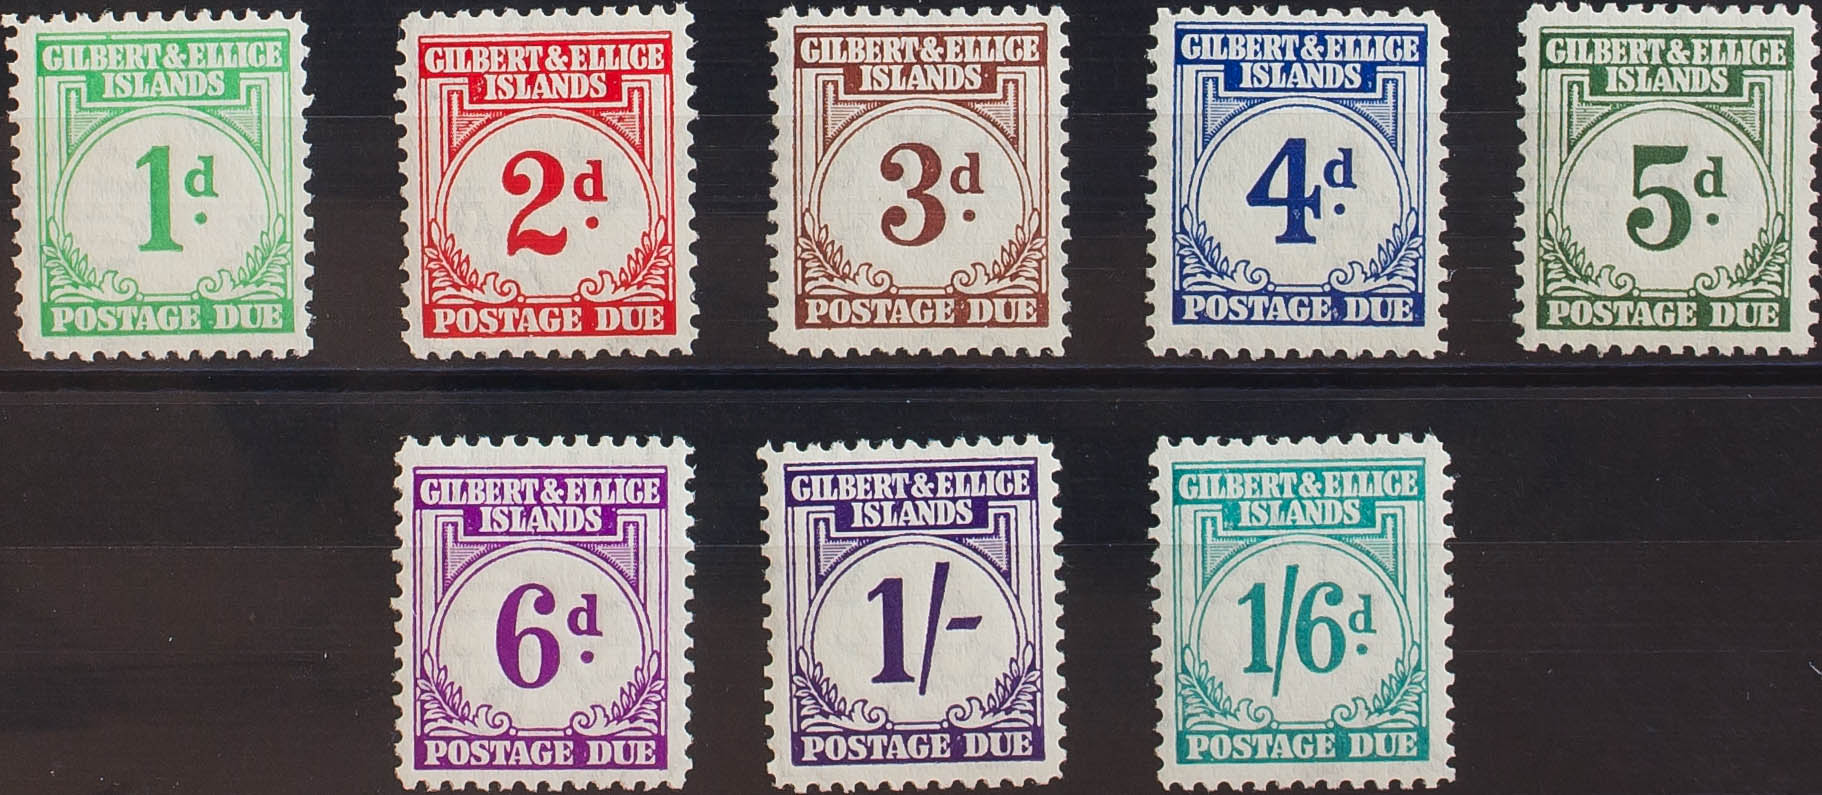 GILBERT & ELLICE
ISLANDS
1d.
POSTAGE DUE
GILBERT & ELLICE
ISLANDS
2d.
POSTAGE DUE
GILBERT & ELLICE
ISLANDS
3d.
POSTAGE DUE
GILBERT & ELLICE
ISLANDS
4d.
POSTAGE DUE
GILBERT & ELLICE
ISLANDS
5d.
POSTAGE DUE
GILBERT & ELLICE
ISLANDS
6d.
POSTAGE DUE
GILBERT & ELLICE
ISLANDS
1/-
POSTAGE DUE
GILBERT & ELLICE
ISLANDS
1/6d.
POSTAGE DUE